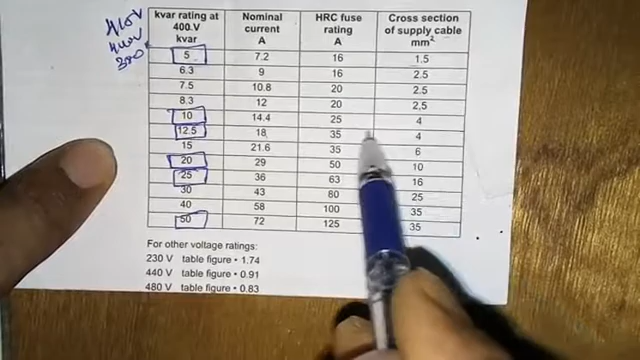 415V
440V
380
kvar rating at 400.V kvar | Nominal current A | HRC fuse rating A | Cross section of supply cable mm²
5 | 7.2 | 16 | 1.5
6.3 | 9 | 16 | 2.5
7.5 | 10.8 | 20 | 2.5
8.3 | 12 | 20 | 2,5
10 | 14.4 | 25 | 4
12.5 | 18 | 35 | 4
15 | 21.6 | 35 | 6
20 | 29 | 50 | 10
25 | 36 | 63 | 16
30 | 43 | 80 | 25
40 | 58 | 100 | 35
50 | 72 | 125 | 35
For other voltage ratings:
230 V table figure • 1.74
440 V table figure • 0.91
480 V table figure • 0.83